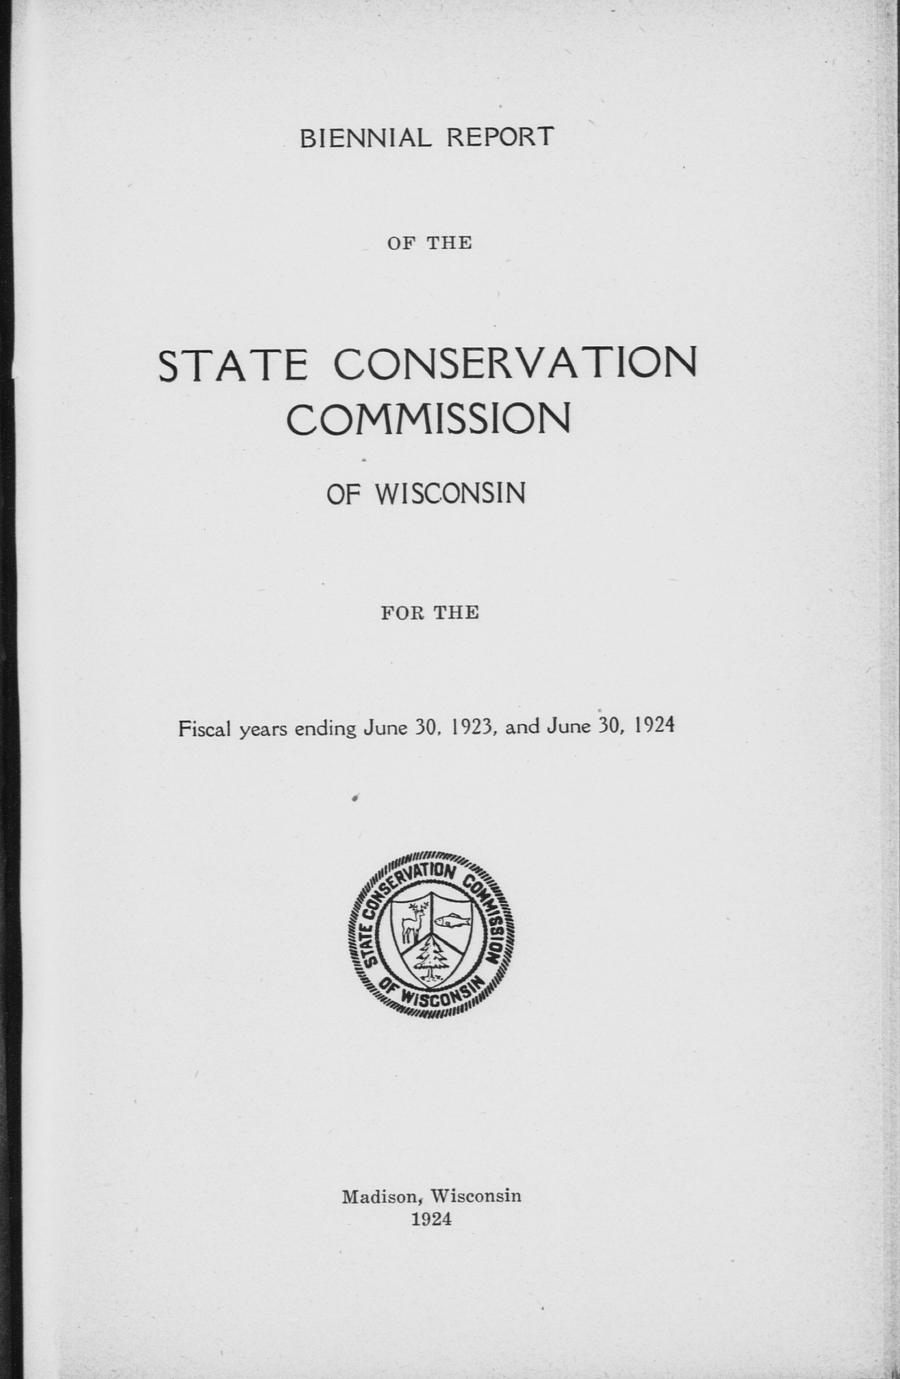 BIENNIAL REPORT
OF THE
STATE CONSERVATION
COMMISSION
OF WISCONSIN
FOR THE
Fiscal years ending June 30, 1923, and June 30, 1924
STATE CONSERVATION COMMISSION
OF WISCONSIN
Madison, Wisconsin
1924